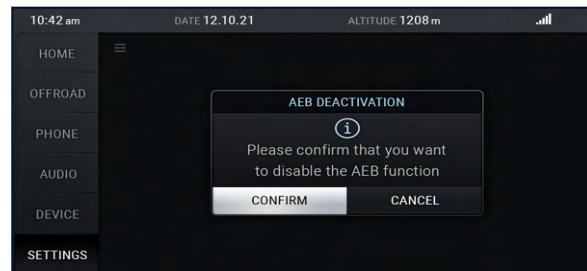 10:42 am DATE 12.10.21 ALTITUDE 1208 m
HOME
OFFROAD
PHONE
AUDIO
DEVICE
SETTINGS
AEB DEACTIVATION
Please confirm that you want
to disable the AEB function
CONFIRM CANCEL